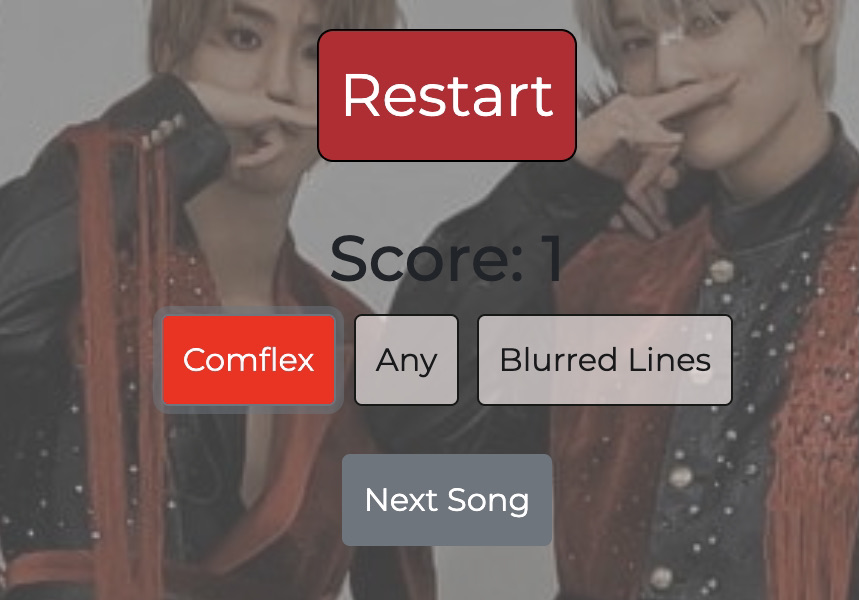 Restart
Score: 1
Comflex
Any
Blurred Lines
Next Song